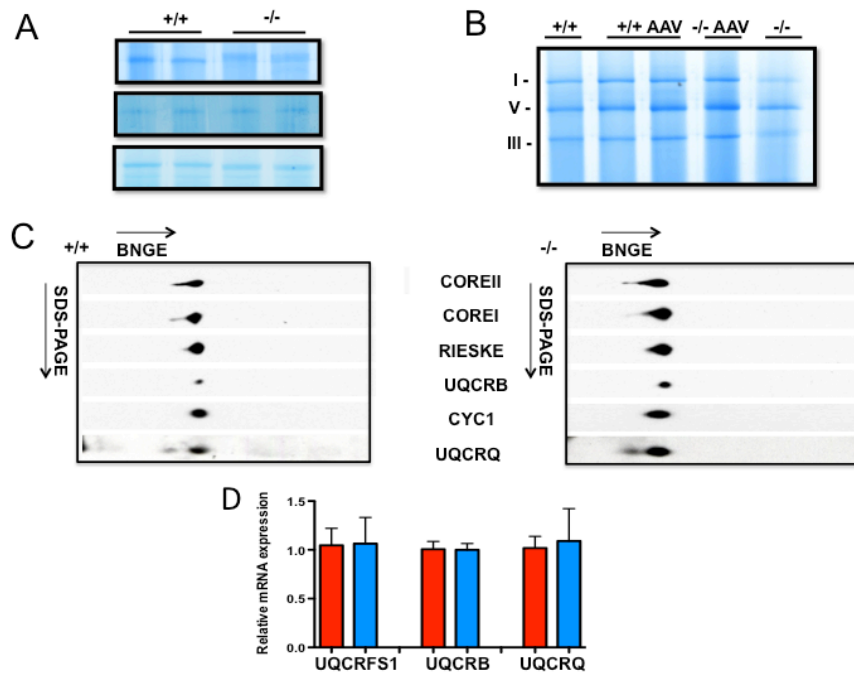 A
+/+ -/-
B
+/+ +/+ AAV -/- AAV -/-
I -
V -
III -
C
+/+ BNGE
SDS-PAGE
COREII
COREI
RIESKE
UQCRB
CYC1
UQCRQ
-/- BNGE
SDS-PAGE
D
Relative mRNA expression
1.5
1.0
0.5
0.0
UQCRFS1 UQCRB UQCRQ